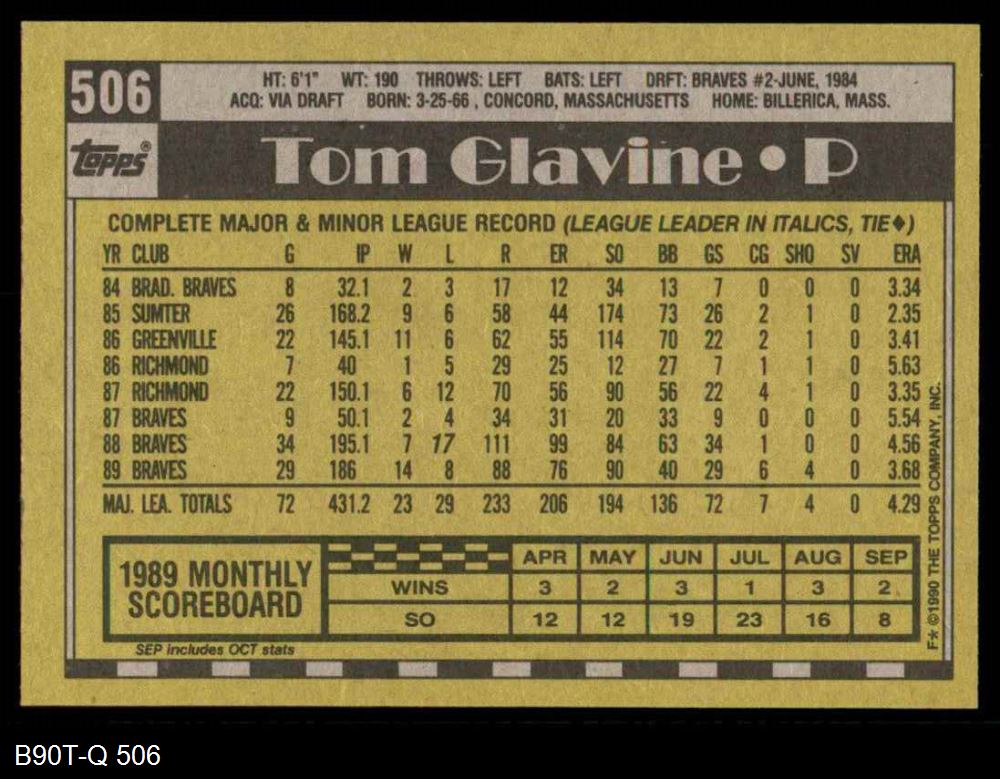 506
HT: 6'1" WT: 190 THROWS: LEFT BATS: LEFT DRFT: BRAVES #2-JUNE, 1984
ACQ: VIA DRAFT BORN: 3-25-66 , CONCORD, MASSACHUSETTS HOME: BILLERICA, MASS.
Topps®
Tom Glavine • P
COMPLETE MAJOR & MINOR LEAGUE RECORD (LEAGUE LEADER IN ITALICS, TIE♦)
YR CLUB G IP W L R ER SO BB GS CG SHO SV ERA
84 BRAD. BRAVES 8 32.1 2 3 17 12 34 13 7 0 0 0 3.34
85 SUMTER 26 168.2 9 6 58 44 174 73 26 2 1 0 2.35
86 GREENVILLE 22 145.1 11 6 62 55 114 70 22 2 1 0 3.41
86 RICHMOND 7 40 1 5 29 25 12 27 7 1 1 0 5.63
87 RICHMOND 22 150.1 6 12 70 56 90 56 22 4 1 0 3.35
87 BRAVES 9 50.1 2 4 34 31 20 33 9 0 0 0 5.54
88 BRAVES 34 195.1 7 17 111 99 84 63 34 1 0 0 4.56
89 BRAVES 29 186 14 8 88 76 90 40 29 6 4 0 3.68
MAJ. LEA. TOTALS 72 431.2 23 29 233 206 194 136 72 7 4 0 4.29
1989 MONTHLY
SCOREBOARD
APR MAY JUN JUL AUG SEP
WINS 3 2 3 1 3 2
SO 12 12 19 23 16 8
SEP includes OCT stats
F* ©1990 THE TOPPS COMPANY, INC.
B90T-Q 506